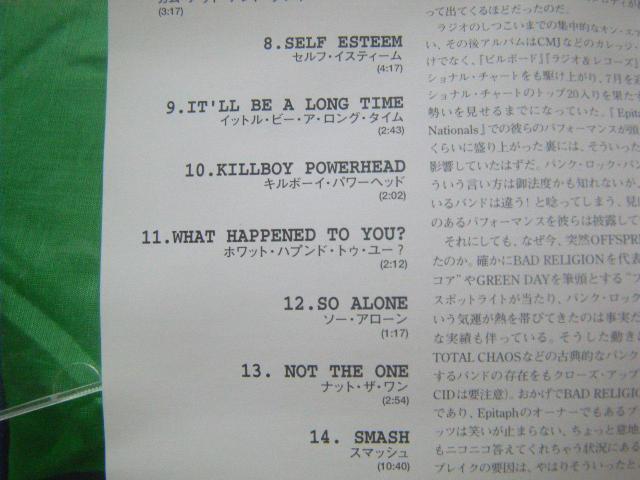 (3:17)
8.SELF ESTEEM
セルフ・イスティーム
(4:17)
9.IT'LL BE A LONG TIME
イットル・ビー・ア・ロング・タイム
(2:43)
10.KILLBOY POWERHEAD
キルボーイ・パワーヘッド
(2:02)
11.WHAT HAPPENED TO YOU?
ホワット・ハプンド・トゥ・ユー?
(2:12)
12.SO ALONE
ソー・アローン
(1:17)
13. NOT THE ONE
ナット・ザ・ワン
(2:54)
14. SMASH
スマッシュ
(10:40)
って出てくるほどだったのだ。
ラジオのしつこいまでの集中的なオン・エア
い、その後アルバムはCMJなどのカレッジ・
けでなく、『ビルボード』『ラジオ&レコーズ』
ショナル・チャートをも駆け上がり、7月を
ショナル・チャートのトップ20入りを果たす
勢いを見せるまでになっていた。『Epita
Nationals』での彼らのパフォーマンスが
くらいに盛り上がった裏には、そういった
影響していたはずだ。パンク・ロック・バン
ういう言い方は御法度かも知れないが、
いるバンドは違う!と唸ってしまう、見
のあるパフォーマンスを彼らは披露して
それにしても、なぜ今、突然OFFSPR
たのか。確かにBAD RELIGIONを代表
コア"やGREEN DAYを筆頭とする"
スポットライトが当たり、パンク・ロック
いう気運が熱を帯びてきたのは事実だ
な実績も伴っている。そうした動きに
TOTAL CHAOSなどの古典的なパンク
するバンドの存在をもクローズ・アップ
CIDは要注意)。おかげでBAD RELIGION
であり、Epitaphのオーナーでもあるブ
ッツは笑いが止まらない、ちょっと意地
もニコニコ答えてくれちゃう状況にある
ブレイクの要因は、やはりそういったと